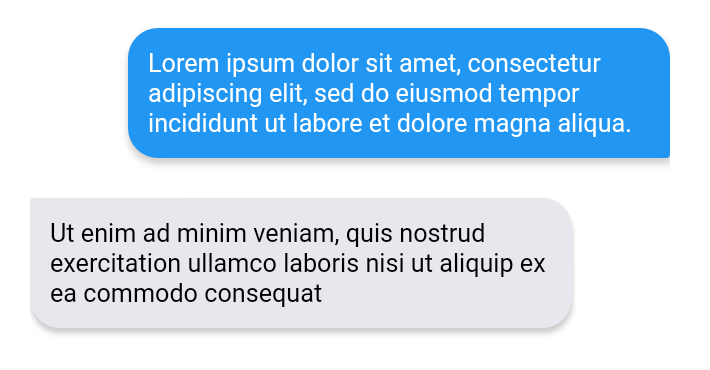 Lorem ipsum dolor sit amet, consectetur
adipiscing elit, sed do eiusmod tempor
incididunt ut labore et dolore magna aliqua.
Ut enim ad minim veniam, quis nostrud
exercitation ullamco laboris nisi ut aliquip ex
ea commodo consequat